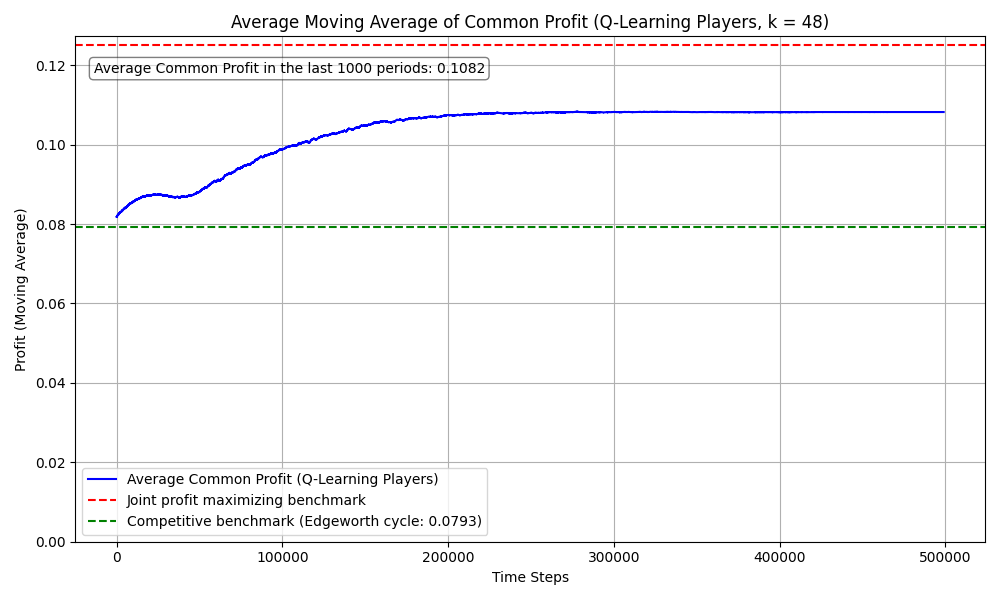 Average Moving Average of Common Profit (Q-Learning Players, k = 48)
Average Common Profit in the last 1000 periods: 0.1082
Profit (Moving Average)
0.12
0.10
0.08
0.06
0.04
0.02
0.00
Average Common Profit (Q-Learning Players)
Joint profit maximizing benchmark
Competitive benchmark (Edgeworth cycle: 0.0793)
0
100000
200000
300000
400000
500000
Time Steps